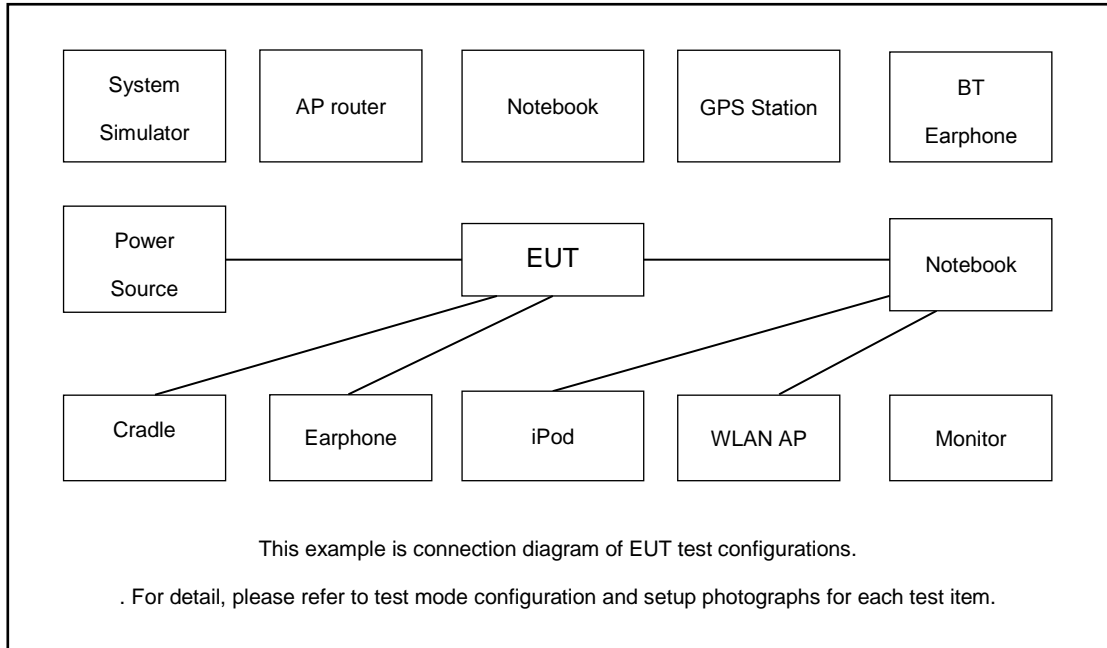 System
Simulator
AP router
Notebook
GPS Station
BT
Earphone
Power
Source
EUT
Notebook
Cradle
Earphone
iPod
WLAN AP
Monitor
This example is connection diagram of EUT test configurations.
. For detail, please refer to test mode configuration and setup photographs for each test item.